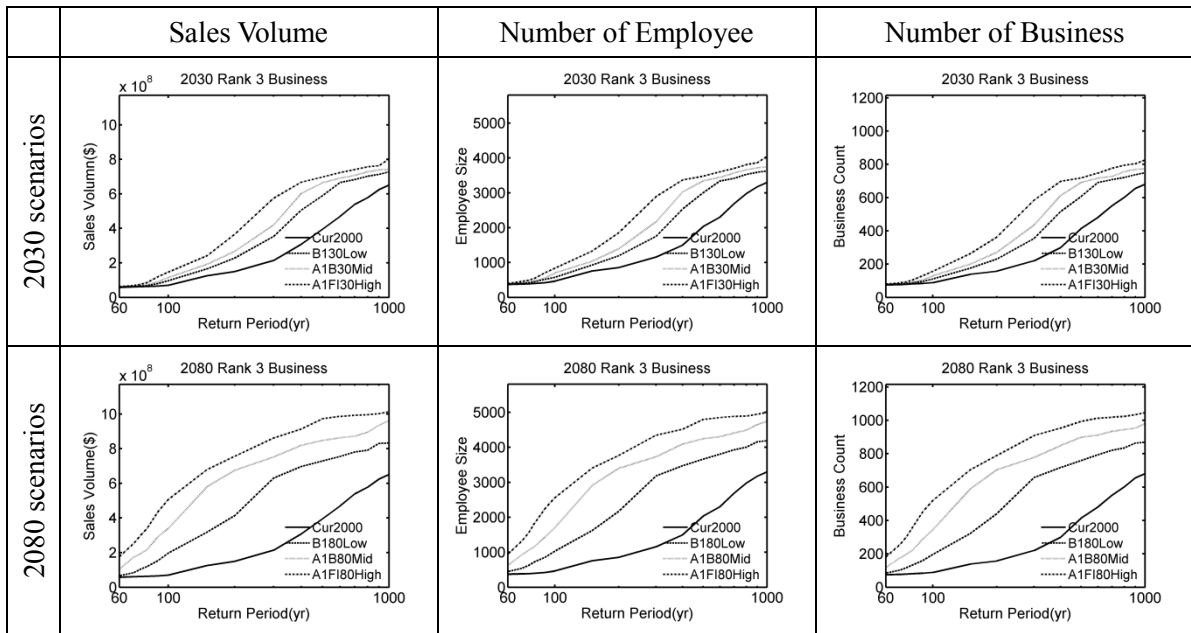 Sales Volume
Number of Employee
Number of Business
2030 scenarios
x 10⁸
2030 Rank 3 Business
10
8
6
4
2
0
60
100
1000
Sales Volumn($)
Return Period(yr)
Cur2000
B130Low
A1B30Mid
A1FI30High
2030 Rank 3 Business
5000
4000
3000
2000
1000
0
60
100
1000
Employee Size
Return Period(yr)
Cur2000
B130Low
A1B30Mid
A1FI30High
2030 Rank 3 Business
1200
1000
800
600
400
200
0
60
100
1000
Business Count
Return Period(yr)
Cur2000
B130Low
A1B30Mid
A1FI30High
2080 scenarios
x 10⁸
2080 Rank 3 Business
10
8
6
4
2
0
60
100
1000
Sales Volume($)
Return Period(yr)
Cur2000
B180Low
A1B80Mid
A1FI80High
2080 Rank 3 Business
5000
4000
3000
2000
1000
0
60
100
1000
Employee Size
Return Period(yr)
Cur2000
B180Low
A1B80Mid
A1FI80High
2080 Rank 3 Business
1200
1000
800
600
400
200
0
60
100
1000
Business Count
Return Period(yr)
Cur2000
B180Low
A1B80Mid
A1FI80High